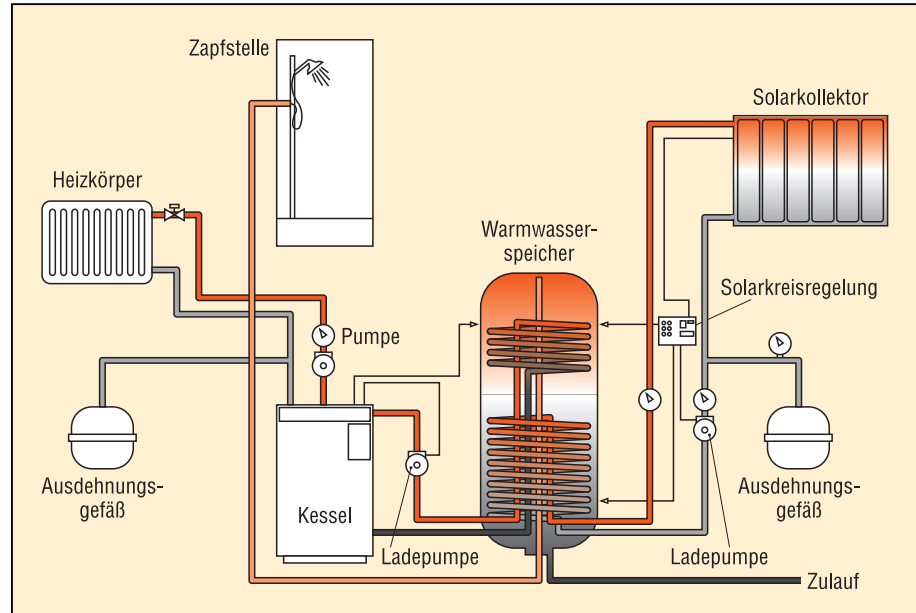 Zapfstelle
Solarkollektor
Heizkörper
Warmwasser-
speicher
Solarkreisregelung
Pumpe
Ausdehnungs-
gefäß
Kessel
Ladepumpe
Ladepumpe
Ausdehnungs-
gefäß
Zulauf